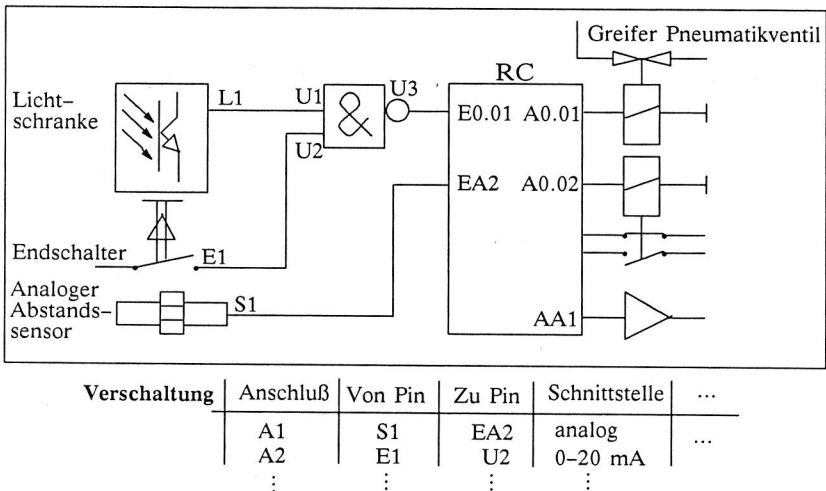 Greifer Pneumatikventil
RC
Licht–
schranke
L1
U1
&
U3
E0.01
A0.01
U2
EA2
A0.02
Endschalter
E1
Analoger
Abstands–
sensor
S1
AA1
Verschaltung Anschluß Von Pin Zu Pin Schnittstelle ...
A1 S1 EA2 analog ...
A2 E1 U2 0–20 mA
⋮ ⋮ ⋮ ⋮